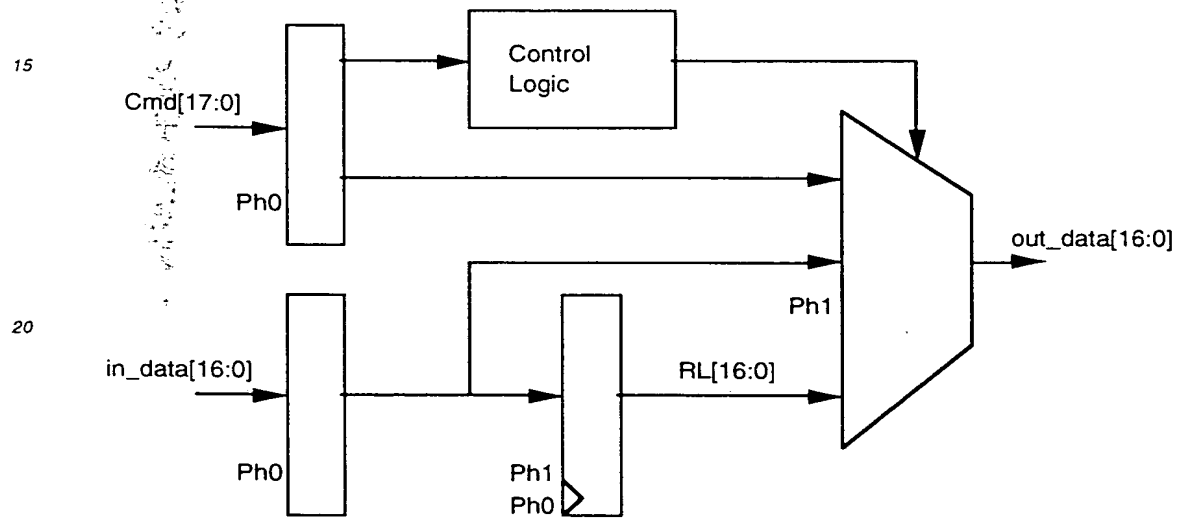 15
Control
Logic
Cmd[17:0]
Ph0
out_data[16:0]
Ph1
20
in_data[16:0]
RL[16:0]
Ph0
Ph1
Ph0